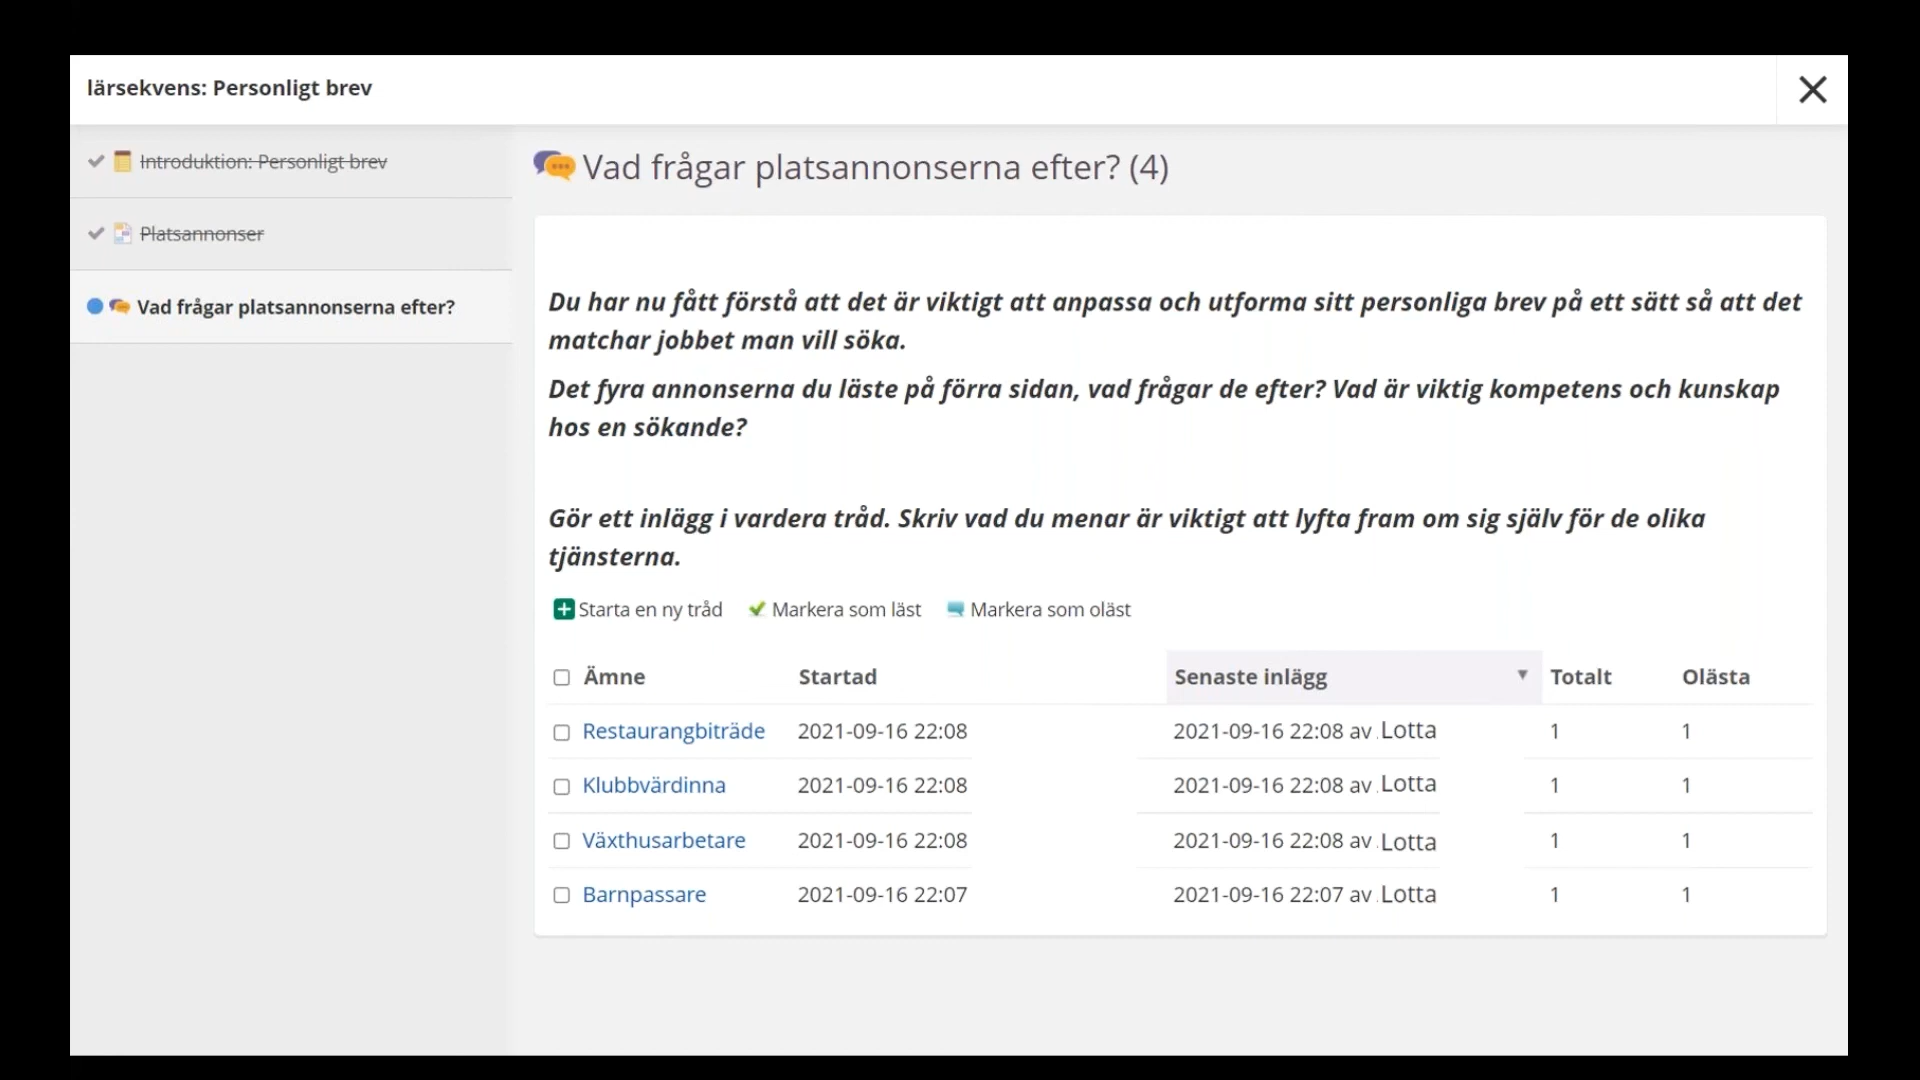 lärsekvens: Personligt brev
Introduktion: Personligt brev
Platsannonser
Vad frågar platsannonserna efter?
Vad frågar platsannonserna efter? (4)
Du har nu fått förstå att det är viktigt att anpassa och utforma sitt personliga brev på ett sätt så att det
matchar jobbet man vill söka.
Det fyra annonserna du läste på förra sidan, vad frågar de efter? Vad är viktig kompetens och kunskap
hos en sökande?
Gör ett inlägg i vardera tråd. Skriv vad du menar är viktigt att lyfta fram om sig själv för de olika
tjänsterna.
Starta en ny tråd Markera som läst Markera som oläst
Ämne Startad Senaste inlägg Totalt Olästa
Restaurangbiträde 2021-09-16 22:08 2021-09-16 22:08 av Lotta 1 1
Klubbvärdinna 2021-09-16 22:08 2021-09-16 22:08 av Lotta 1 1
Växthusarbetare 2021-09-16 22:08 2021-09-16 22:08 av Lotta 1 1
Barnpassare 2021-09-16 22:07 2021-09-16 22:07 av Lotta 1 1